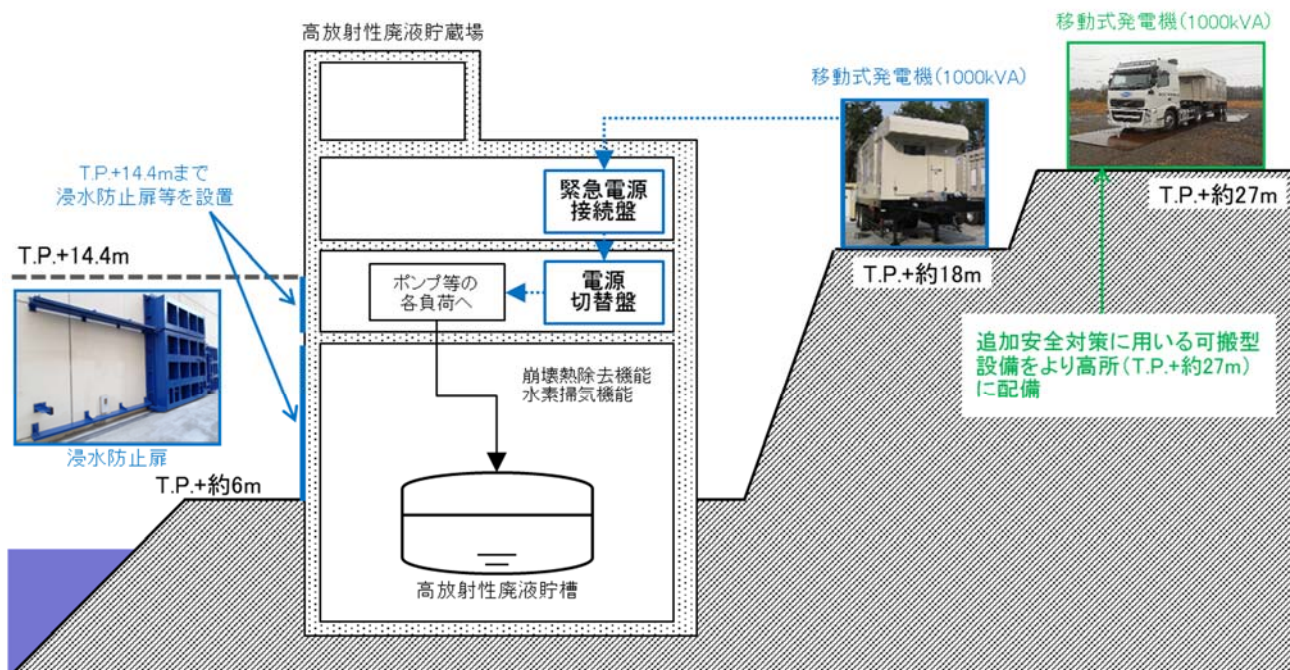 高放射性廃液貯蔵場
移動式発電機(1000kVA)
移動式発電機(1000kVA)
T.P.+14.4mまで
浸水防止扉等を設置
緊急電源
接続盤
T.P.+約27m
T.P.+14.4m
ポンプ等の
各負荷へ
電源
切替盤
T.P.+約18m
追加安全対策に用いる可搬型
設備をより高所(T.P.+約27m)
に配備
崩壊熱除去機能
水素掃気機能
浸水防止扉
T.P.+約6m
高放射性廃液貯槽